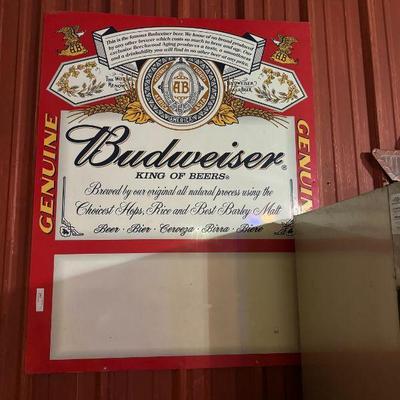 This is the famous Budweiser beer. We know of no brand produced
by any other brewer which costs so much to brew and age. Our
exclusive Beechwood Aging produces a taste, a smoothness
and a drinkability you will find in no other beer at any price.
AB
GENUINE
GENUINE
Budweiser®
KING OF BEERS®
Brewed by our original all natural process using the
Choicest Hops, Rice and Best Barley Malt
Beer · Bier · Cerveza · Birra · Bière